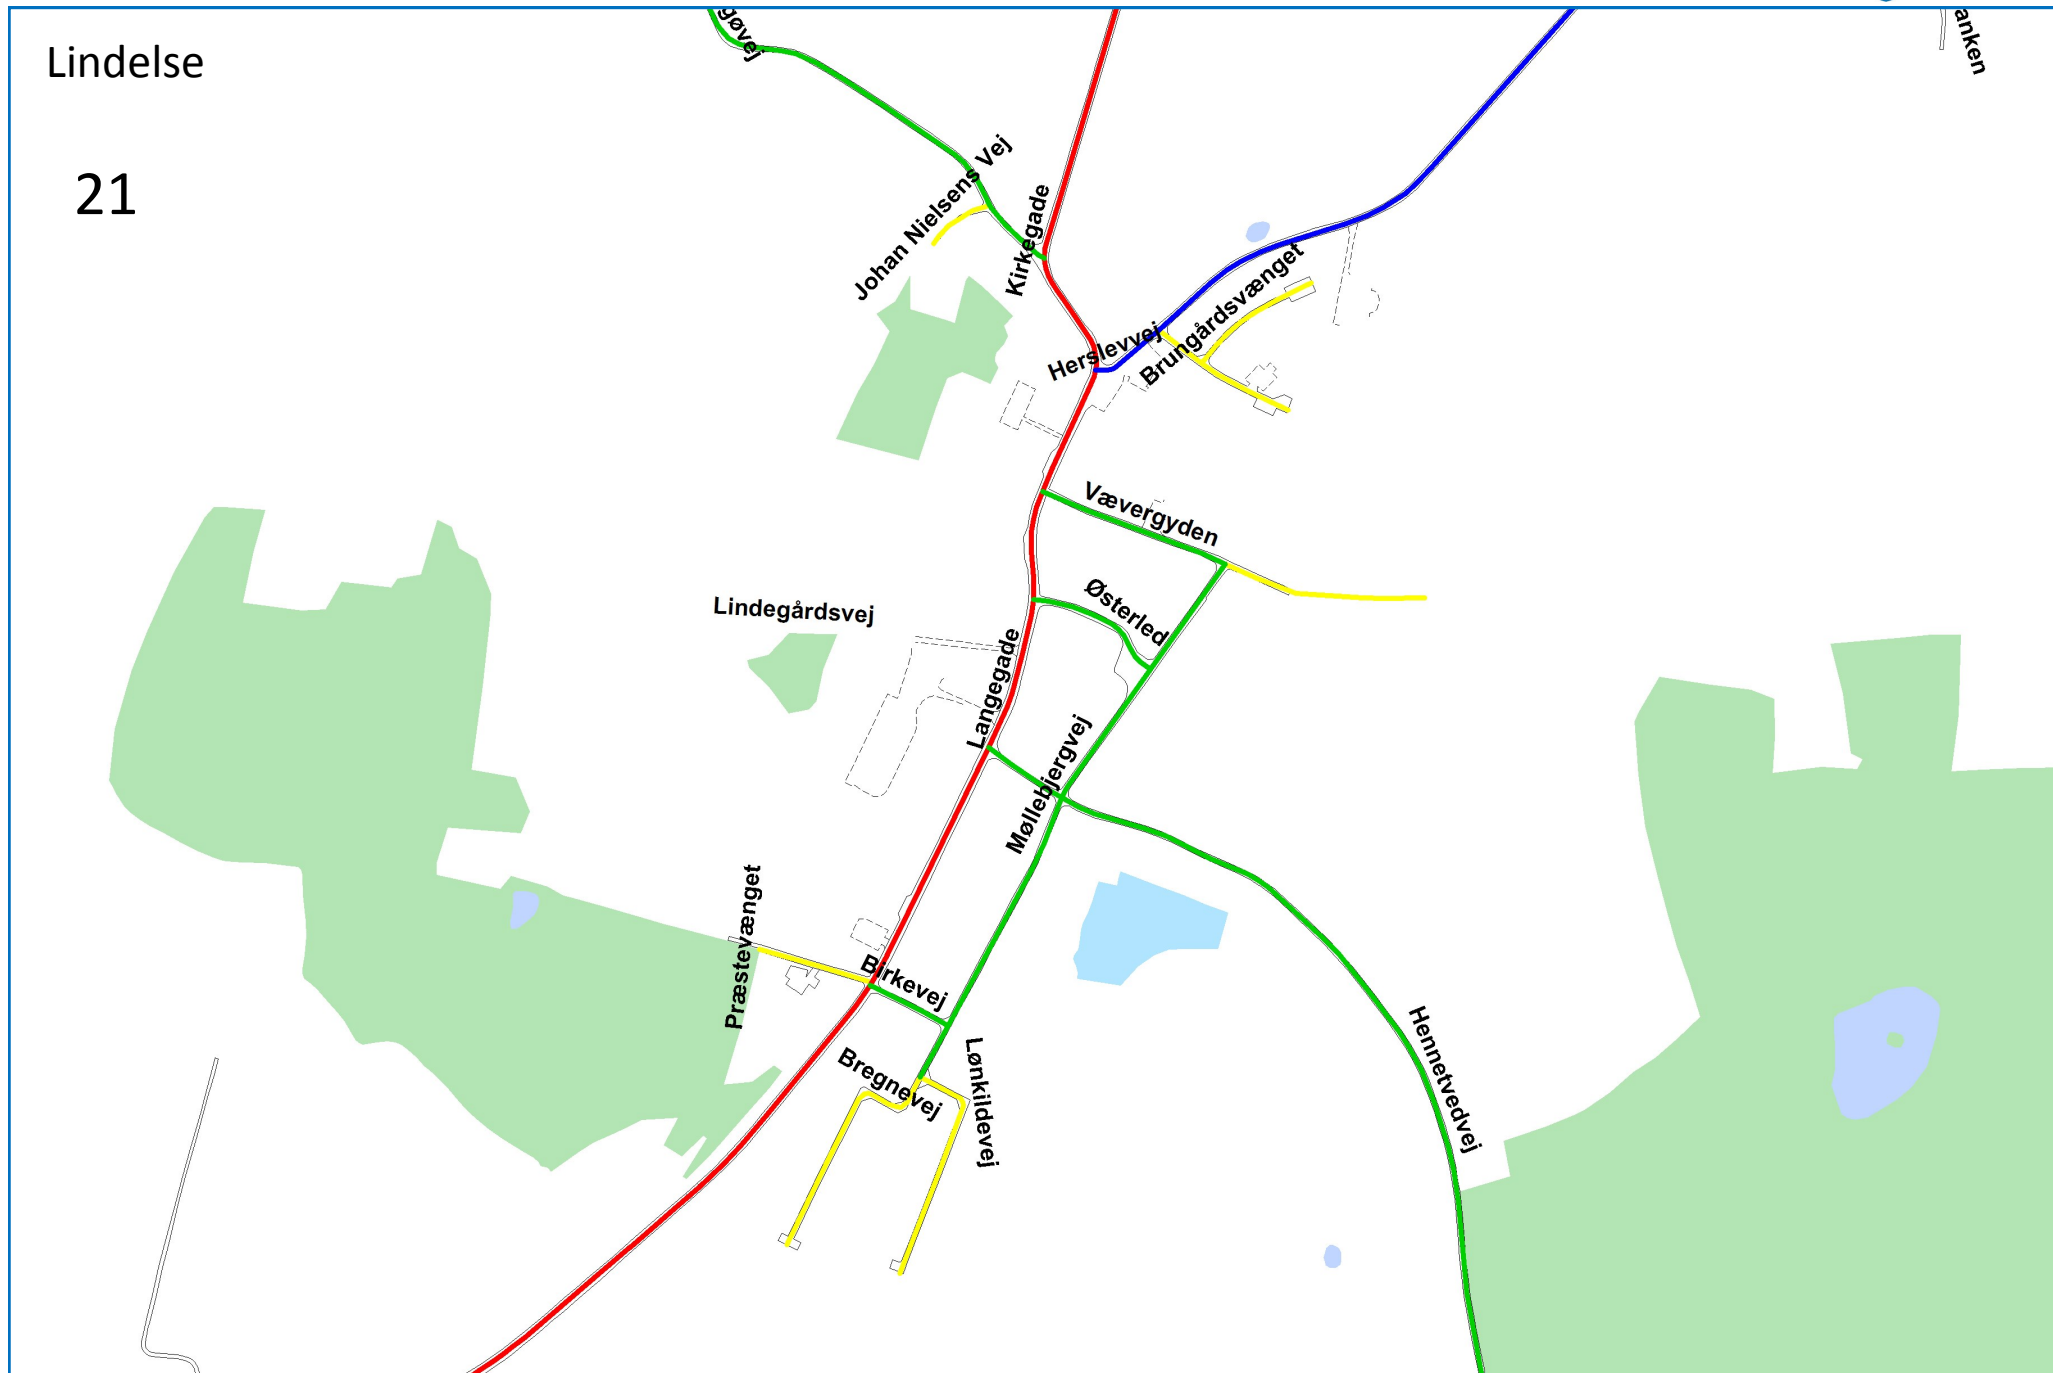 Lindelse
21
Johan Nielsens Vej
Kirkegade
Herslevvej
Brungårdsvænget
Vævergyden
Østerled
Lindegårdsvej
Langegade
Møllebjergvej
Præstevænget
Birkevej
Bregnevej
Lønkildevej
Hennetvedvej